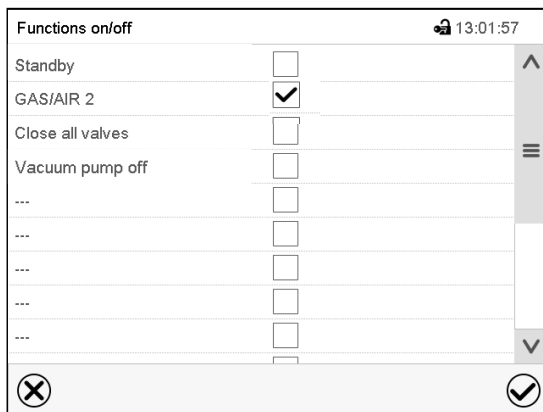 Functions on/off 13:01:57
Standby
GAS/AIR 2
Close all valves
Vacuum pump off
---
---
---
---
---